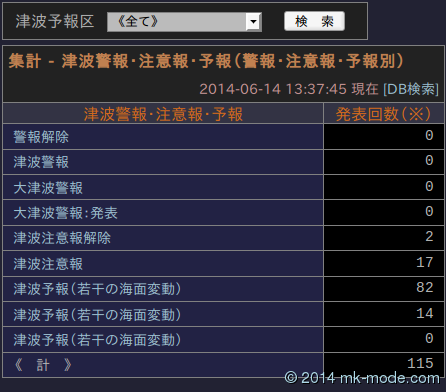 津波予報区 《全て》 検 索
集計 - 津波警報・注意報・予報(警報・注意報・予報別)
2014-06-14 13:37:45 現在 [DB検索]
津波警報・注意報・予報 発表回数(※)
警報解除 0
津波警報 0
大津波警報 0
大津波警報:発表 0
津波注意報解除 2
津波注意報 17
津波予報(若干の海面変動) 82
津波予報(若干の海面変動) 14
津波予報(若干の海面変動) 0
《 計 》 115
© 2014 mk-mode.com